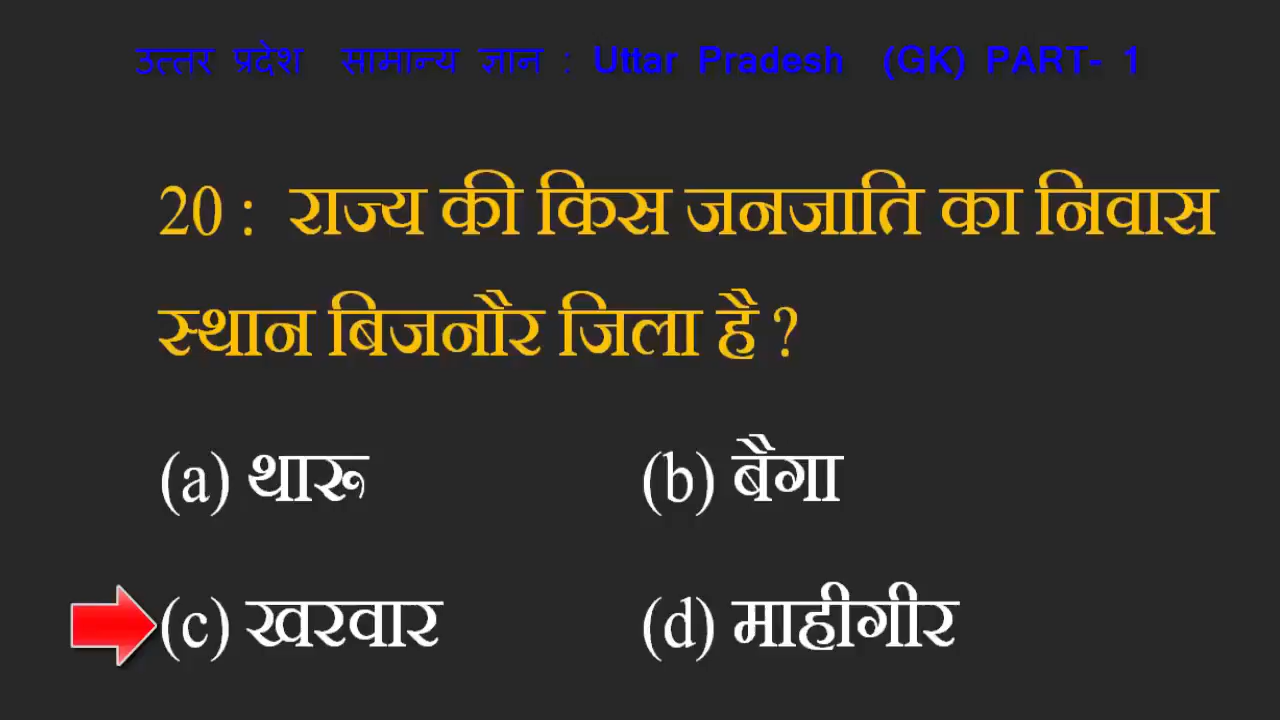 उत्तर प्रदेश सामान्य ज्ञान : Uttar Pradesh (GK) PART- 1
20 : राज्य की किस जनजाति का निवास
स्थान बिजनौर जिला है ?
(a) थारू (b) बैगा
(c) खरवार (d) माहीगीर